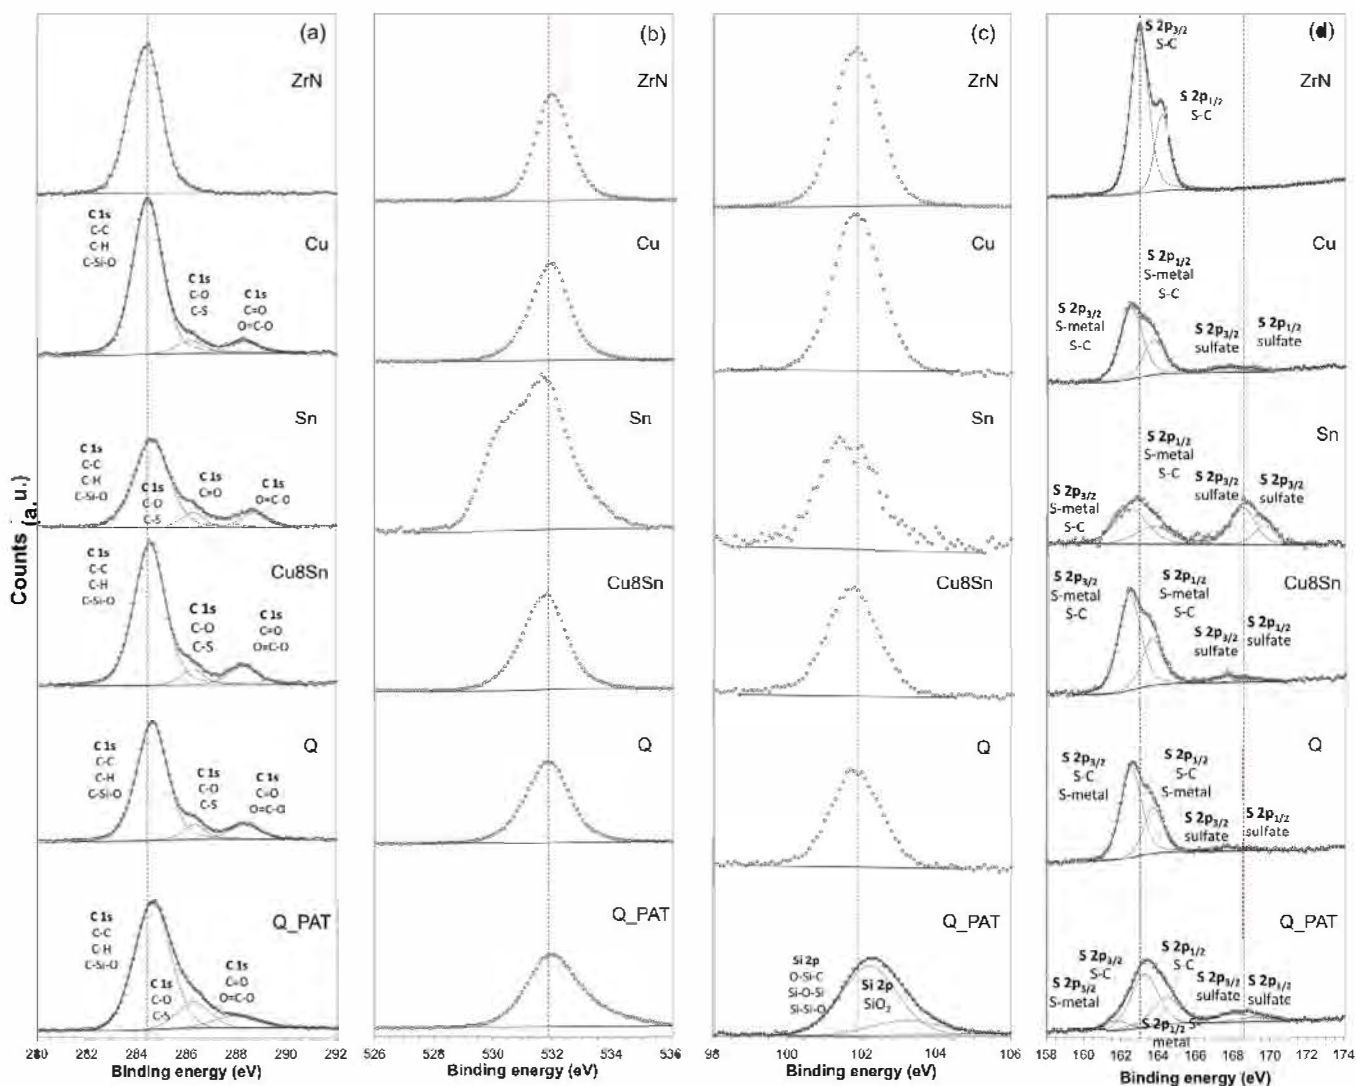 (a)
ZrN
C 1s
C-C
C-H
C-Si-O
Cu
C 1s
C-O
C-S
C 1s
C=O
O=C-O
Sn
C 1s
C-C
C-H
C-Si-O
C 1s
C-O
C-S
C 1s
C=O
C 1s
O=C-O
Cu8Sn
C 1s
C-C
C-H
C-Si-O
C 1s
C-O
C-S
C 1s
C=O
O=C-O
Q
C 1s
C-C
C-H
C-Si-O
C 1s
C-O
C-S
C 1s
C=O
O=C-O
Q_PAT
C 1s
C-C
C-H
C-Si-O
C 1s
C-O
C-S
C 1s
C=O
O=C-O
Counts (a.u.)
280 282 284 286 288 290 292
Binding energy (eV)
(b)
ZrN
Cu
Sn
Cu8Sn
Q
Q_PAT
526 528 530 532 534 536
Binding energy (eV)
(c)
ZrN
Cu
Sn
Cu8Sn
Q
Q_PAT
Si 2p
O-Si-C
Si-O-Si
Si-Si-O
Si 2p
SiO2
98 100 102 104 106
Binding energy (eV)
(d)
S 2p3/2
S-C
ZrN
S 2p1/2
S-C
Cu
S 2p1/2
S-metal
S-C
S 2p3/2
S-metal
S-C
S 2p3/2
sulfate
S 2p1/2
sulfate
Sn
S 2p1/2
S-metal
S-C
S 2p3/2
S-metal
S-C
S 2p3/2
sulfate
S 2p3/2
sulfate
Cu8Sn
S 2p3/2
S-metal
S-C
S 2p1/2
S-metal
S-C
S 2p3/2
sulfate
S 2p1/2
sulfate
Q
S 2p3/2
S-C
S-metal
S 2p1/2
S-C
S-metal
S 2p3/2
sulfate
S 2p1/2
sulfate
Q_PAT
S 2p3/2
S-C
S 2p1/2
S-C
S 2p3/2
S-metal
S 2p3/2
sulfate
S 2p1/2
sulfate
S 2p1/2 S-
metal
158 160 162 164 166 168 170 172 174
Binding energy (eV)